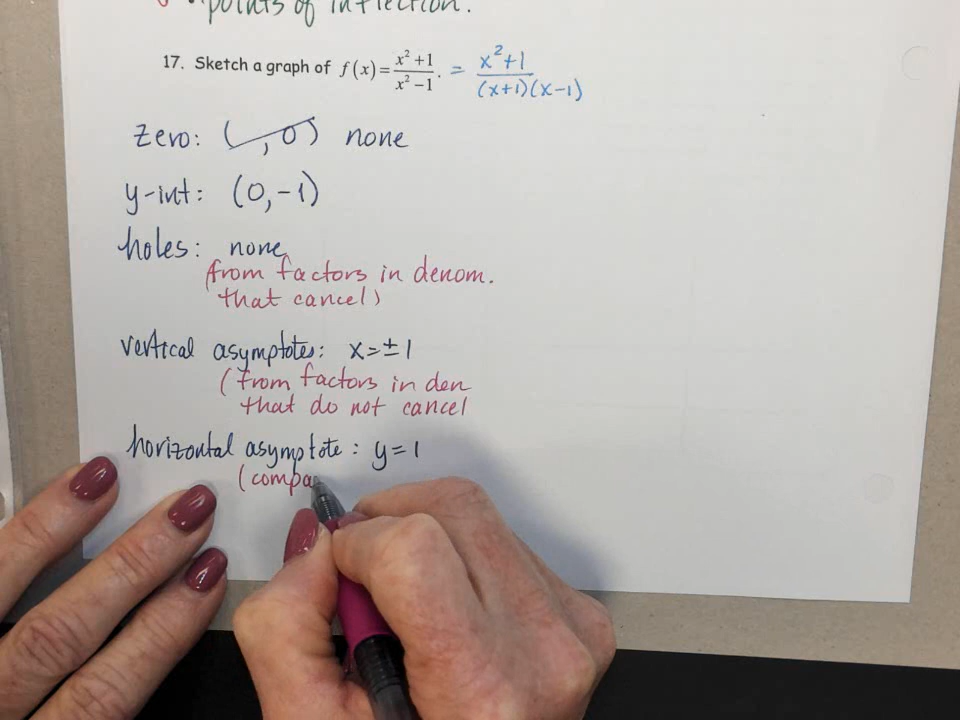 points of inflection.
17. Sketch a graph of f(x) = (x²+1)/(x²−1). = (x²+1)/((x+1)(x−1))
zero: ( , 0) none
y-int: (0, -1)
holes: none
(from factors in denom.
that cancel)
vertical asymptotes: x = ± 1
(from factors in den
that do not cancel
horizontal asymptote: y = 1
(compa